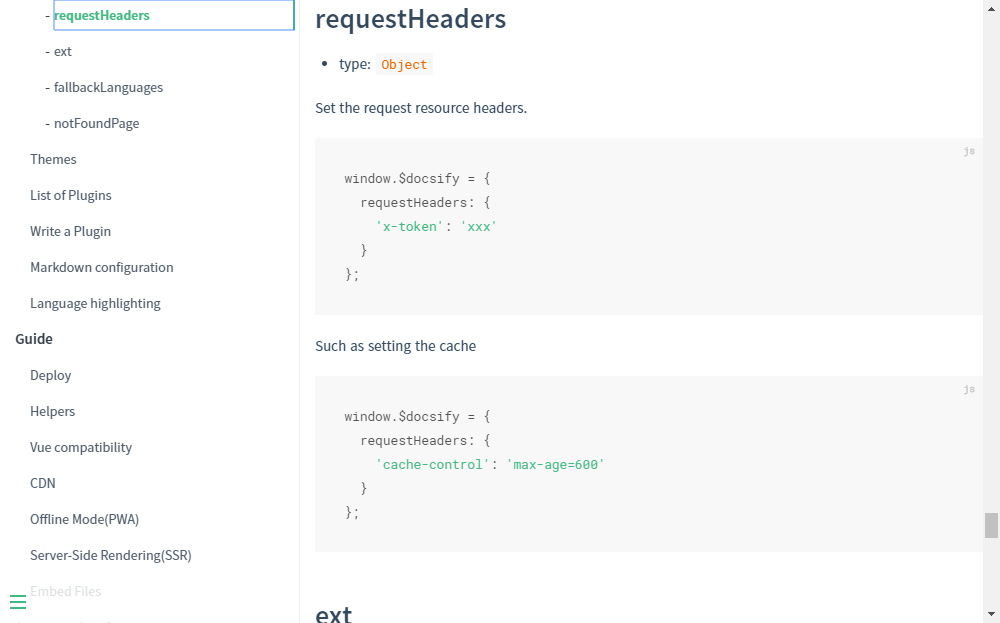 - requestHeaders
- ext
- fallbackLanguages
- notFoundPage
Themes
List of Plugins
Write a Plugin
Markdown configuration
Language highlighting
Guide
Deploy
Helpers
Vue compatibility
CDN
Offline Mode(PWA)
Server-Side Rendering(SSR)
Embed Files
requestHeaders
• type: Object
Set the request resource headers.
js
window.$docsify = {
  requestHeaders: {
    'x-token': 'xxx'
  }
};
Such as setting the cache
js
window.$docsify = {
  requestHeaders: {
    'cache-control': 'max-age=600'
  }
};
ext